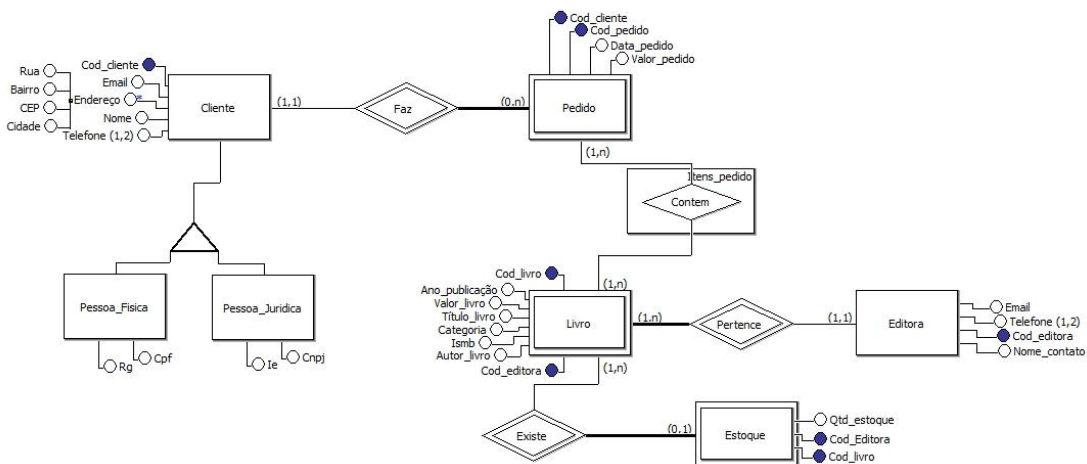 Cod_cliente
Cod_pedido
Data_pedido
Valor_pedido
Rua
Bairro
CEP
Cidade
Cod_cliente
Email
Endereço
Nome
Telefone (1,2)
Cliente
(1,1)
Faz
(0.n)
Pedido
(1,n)
Itens_pedido
Contem
Pessoa_Fisica
Rg
Cpf
Pessoa_Juridica
Ie
Cnpj
Cod_livro
Ano_publicação
Valor_livro
Título_livro
Categoria
Ismb
Autor_livro
Cod_editora
(1,n)
Livro
(1.n)
Pertence
(1,1)
Editora
Email
Telefone (1,2)
Cod_editora
Nome_contato
(1,n)
Existe
(0.1)
Estoque
Qtd_estoque
Cod_Editora
Cod_livro